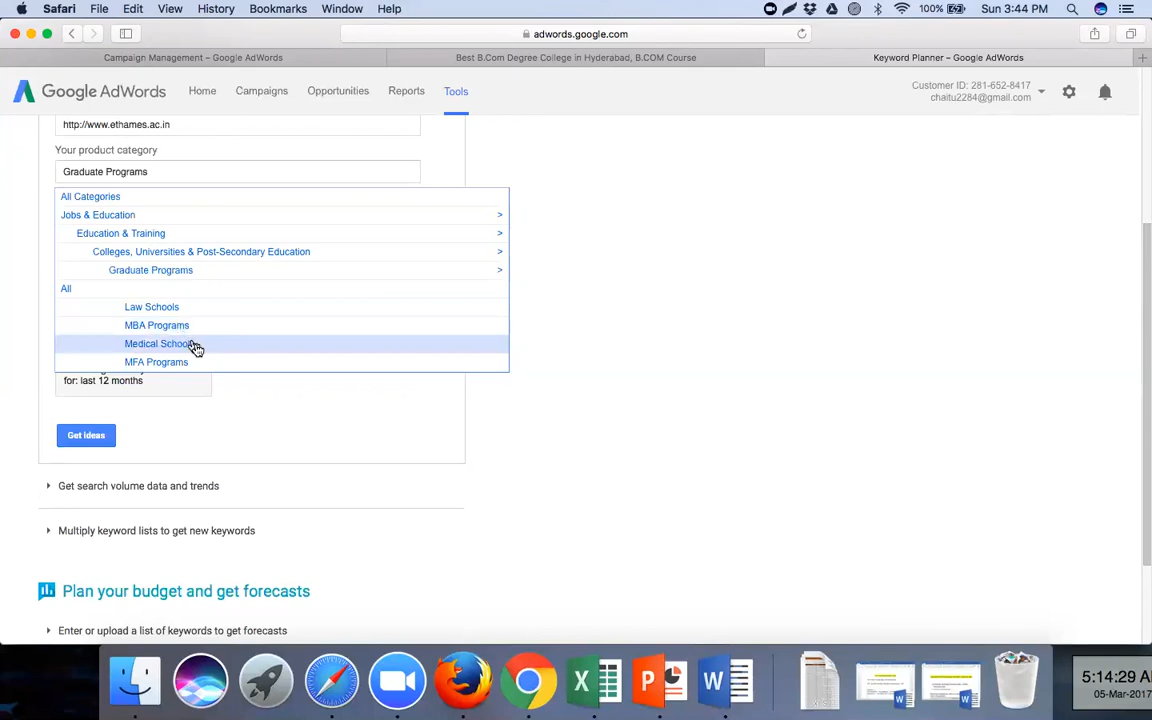 Safari File Edit View History Bookmarks Window Help 100% Sun 3:44 PM
adwords.google.com
Campaign Management – Google AdWords Best B.Com Degree College in Hyderabad, B.COM Course Keyword Planner – Google AdWords
Google AdWords Home Campaigns Opportunities Reports Tools Customer ID: 281-652-8417
chaitu2284@gmail.com
http://www.ethames.ac.in
Your product category
Graduate Programs
All Categories
Jobs & Education >
Education & Training >
Colleges, Universities & Post-Secondary Education >
Graduate Programs >
All
Law Schools
MBA Programs
Medical School
MFA Programs
for: last 12 months
Get ideas
Get search volume data and trends
Multiply keyword lists to get new keywords
Plan your budget and get forecasts
Enter or upload a list of keywords to get forecasts
5:14:29 A
05-Mar-2017